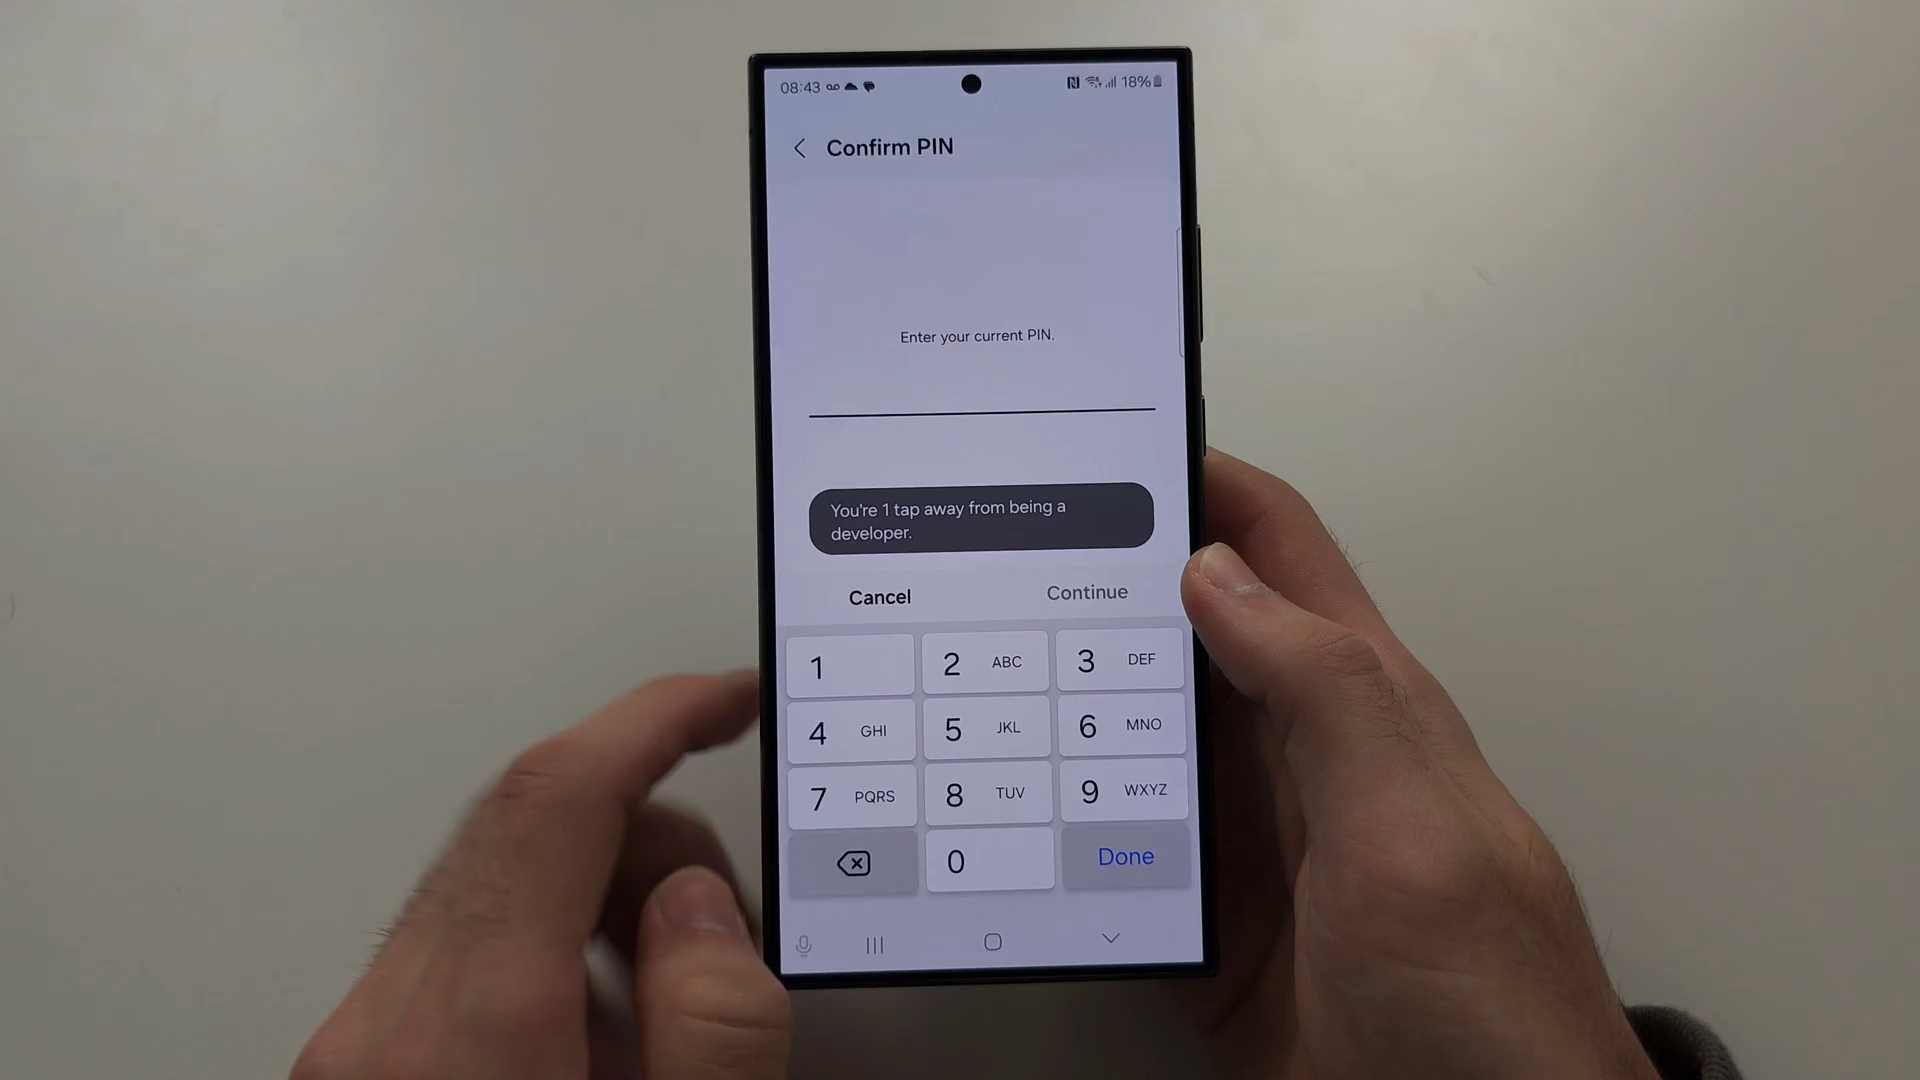 08:43 18%
Confirm PIN
Enter your current PIN.
You're 1 tap away from being a
developer.
Cancel Continue
1 2 ABC 3 DEF
4 GHI 5 JKL 6 MNO
7 PQRS 8 TUV 9 WXYZ
0 Done